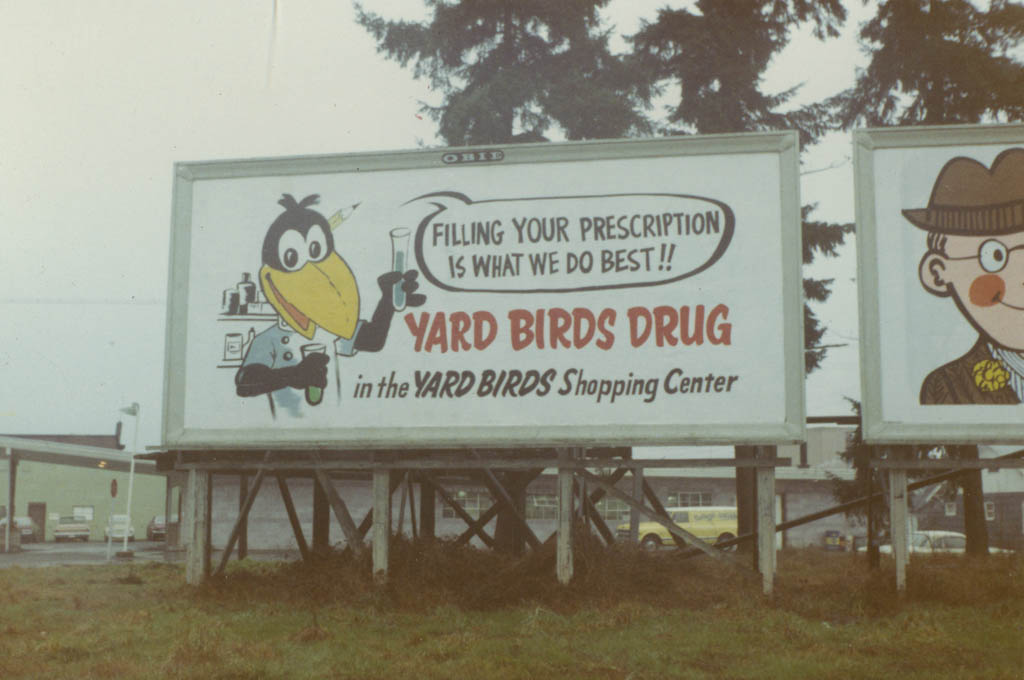 OBIE
FILLING YOUR PRESCRIPTION
IS WHAT WE DO BEST!!
YARD BIRDS DRUG
in the YARD BIRDS Shopping Center